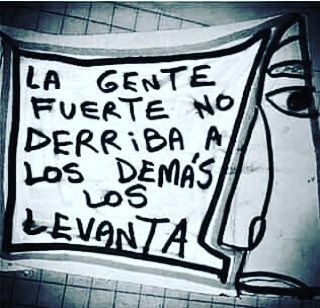 LA GENTE
FUERTE NO
DERRiBA A
LOS DEMÁS
LOS
LEVANTA